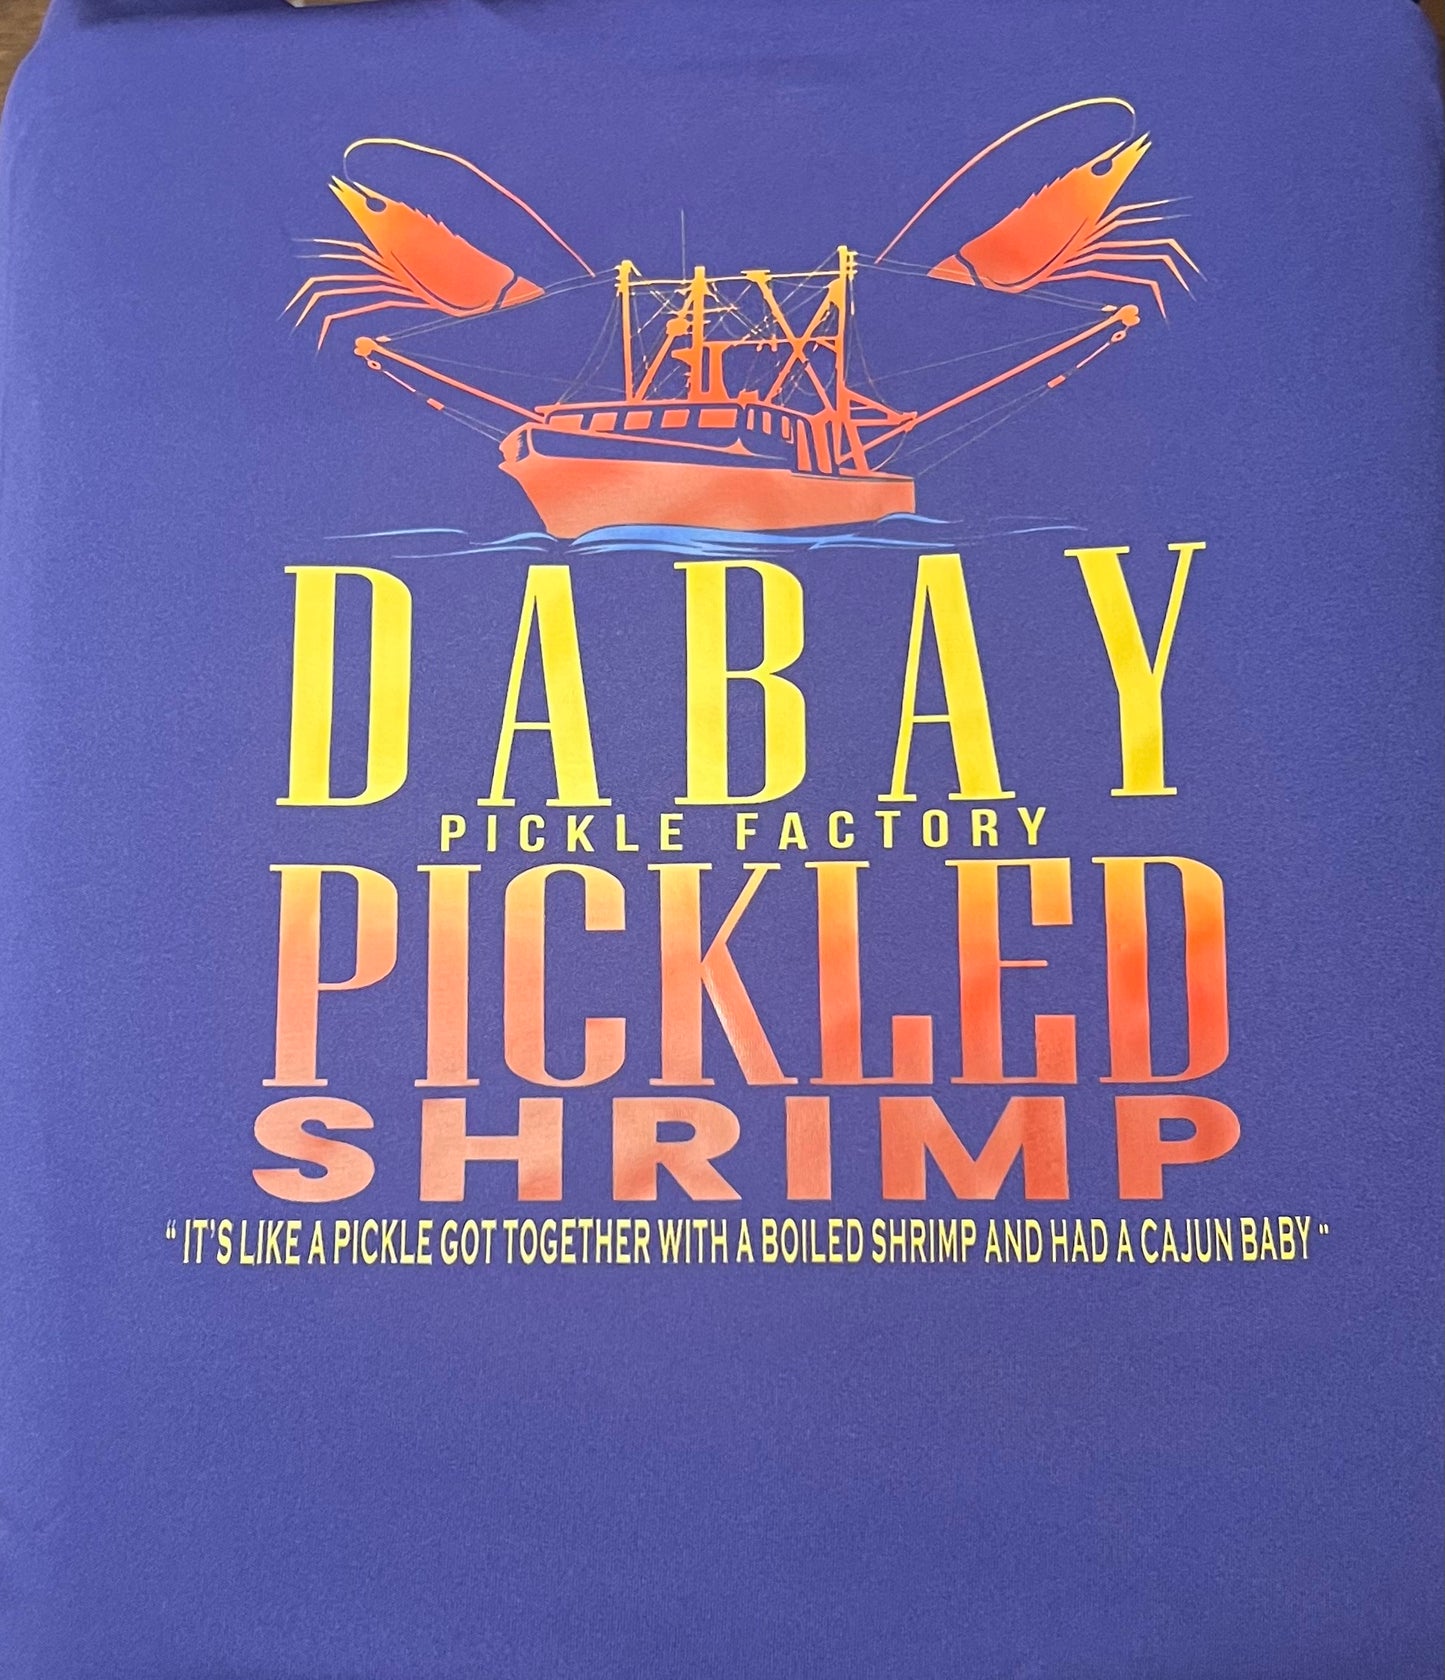 DABAY
PICKLE FACTORY
PICKLED
SHRIMP
" IT'S LIKE A PICKLE GOT TOGETHER WITH A BOILED SHRIMP AND HAD A CAJUN BABY "